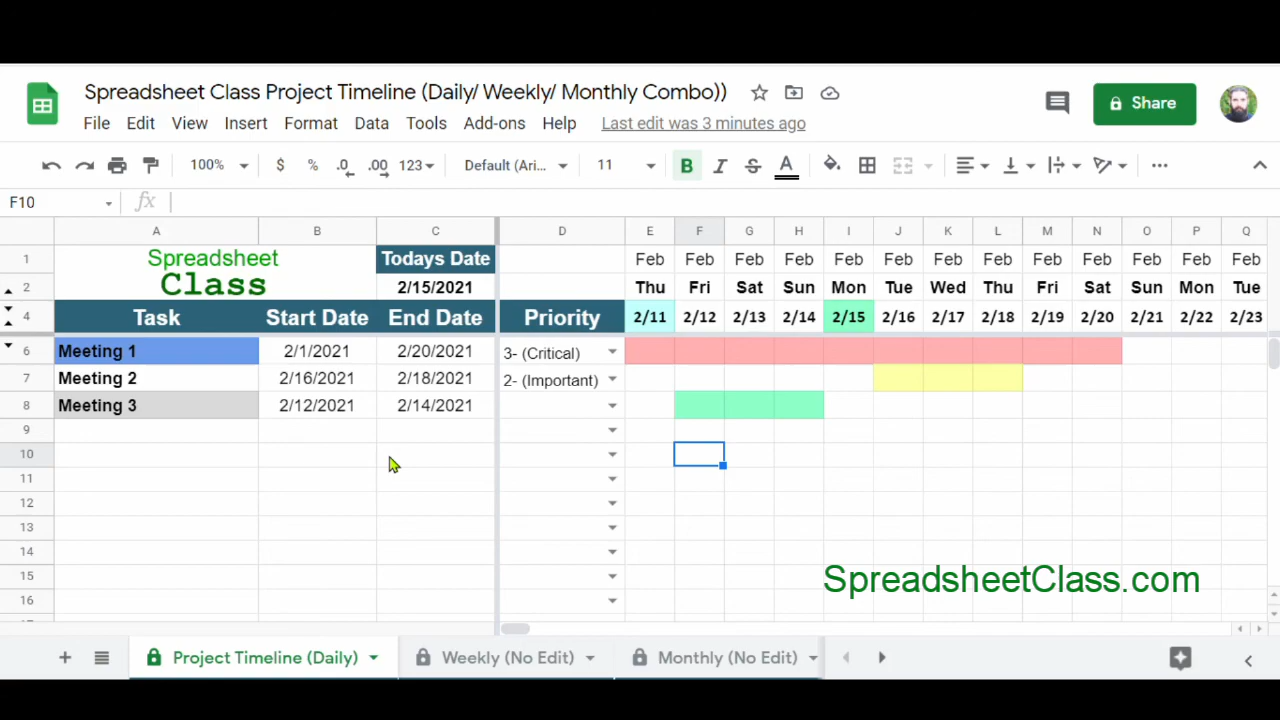 Spreadsheet Class Project Timeline (Daily/ Weekly/ Monthly Combo))
Share
File Edit View Insert Format Data Tools Add-ons Help Last edit was 3 minutes ago
100% $ % .0 .00 123 Default (Ari... 11 B I S A
F10 fx
A B C D E F G H I J K L M N O P Q
1 Spreadsheet Todays Date Feb Feb Feb Feb Feb Feb Feb Feb Feb Feb Feb Feb Feb
2 Class 2/15/2021 Thu Fri Sat Sun Mon Tue Wed Thu Fri Sat Sun Mon Tue
4 Task Start Date End Date Priority 2/11 2/12 2/13 2/14 2/15 2/16 2/17 2/18 2/19 2/20 2/21 2/22 2/23
6 Meeting 1 2/1/2021 2/20/2021 3- (Critical)
7 Meeting 2 2/16/2021 2/18/2021 2- (Important)
8 Meeting 3 2/12/2021 2/14/2021
9
10
11
12
13
14
15
16
SpreadsheetClass.com
Project Timeline (Daily) Weekly (No Edit) Monthly (No Edit)